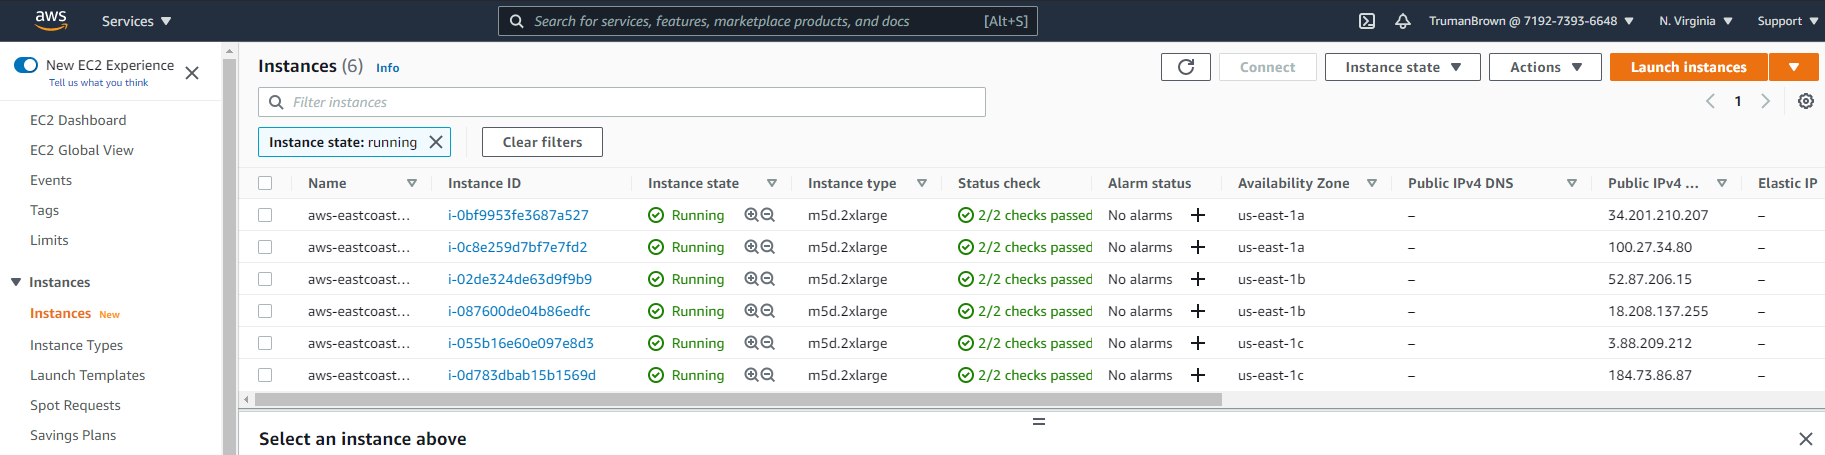 aws Services Search for services, features, marketplace products, and docs [Alt+S] TrumanBrown @ 7192-7393-6648 N. Virginia Support
New EC2 Experience
Tell us what you think
EC2 Dashboard
EC2 Global View
Events
Tags
Limits
Instances
Instances New
Instance Types
Launch Templates
Spot Requests
Savings Plans
Instances (6) Info Connect Instance state Actions Launch instances
Filter instances 1
Instance state: running Clear filters
Name Instance ID Instance state Instance type Status check Alarm status Availability Zone Public IPv4 DNS Public IPv4 ... Elastic IP
aws-eastcoast... i-0bf9953fe3687a527 Running m5d.2xlarge 2/2 checks passed No alarms + us-east-1a – 34.201.210.207 –
aws-eastcoast... i-0c8e259d7bf7e7fd2 Running m5d.2xlarge 2/2 checks passed No alarms + us-east-1a – 100.27.34.80 –
aws-eastcoast... i-02de324de63d9f9b9 Running m5d.2xlarge 2/2 checks passed No alarms + us-east-1b – 52.87.206.15 –
aws-eastcoast... i-087600de04b86edfc Running m5d.2xlarge 2/2 checks passed No alarms + us-east-1b – 18.208.137.255 –
aws-eastcoast... i-055b16e60e097e8d3 Running m5d.2xlarge 2/2 checks passed No alarms + us-east-1c – 3.88.209.212 –
aws-eastcoast... i-0d783dbab15b1569d Running m5d.2xlarge 2/2 checks passed No alarms + us-east-1c – 184.73.86.87 –
Select an instance above